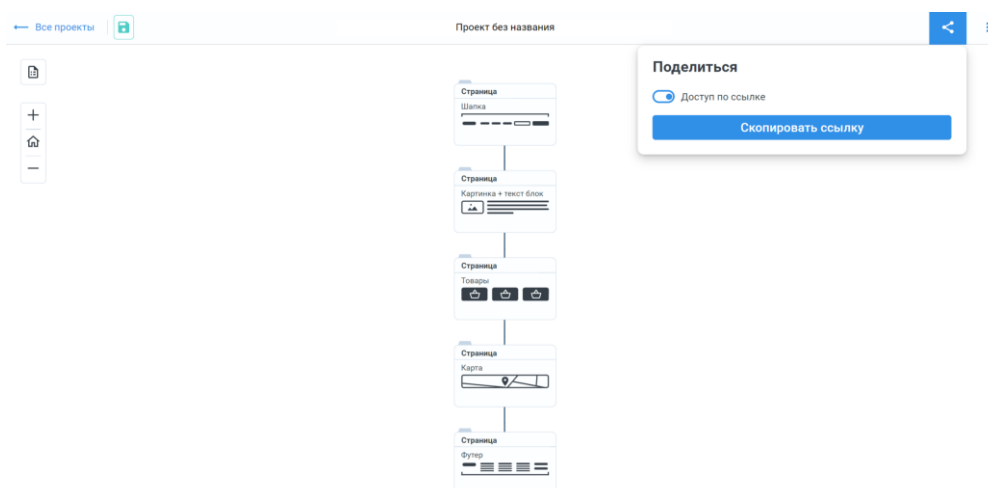 Все проекты
Проект без названия
Поделиться
Доступ по ссылке
Скопировать ссылку
Страница
Шапка
Страница
Картинка + текст блок
Страница
Товары
Страница
Карта
Страница
Футер